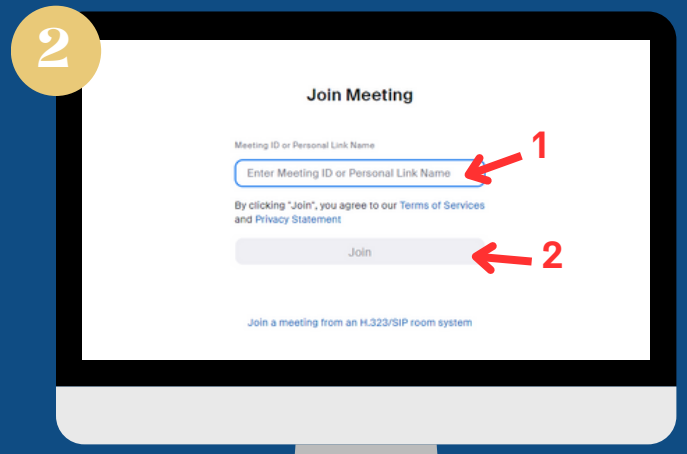 2
Join Meeting
Meeting ID or Personal Link Name
1
Enter Meeting ID or Personal Link Name
By clicking "Join", you agree to our Terms of Services
and Privacy Statement
Join
2
Join a meeting from an H.323/SIP room system